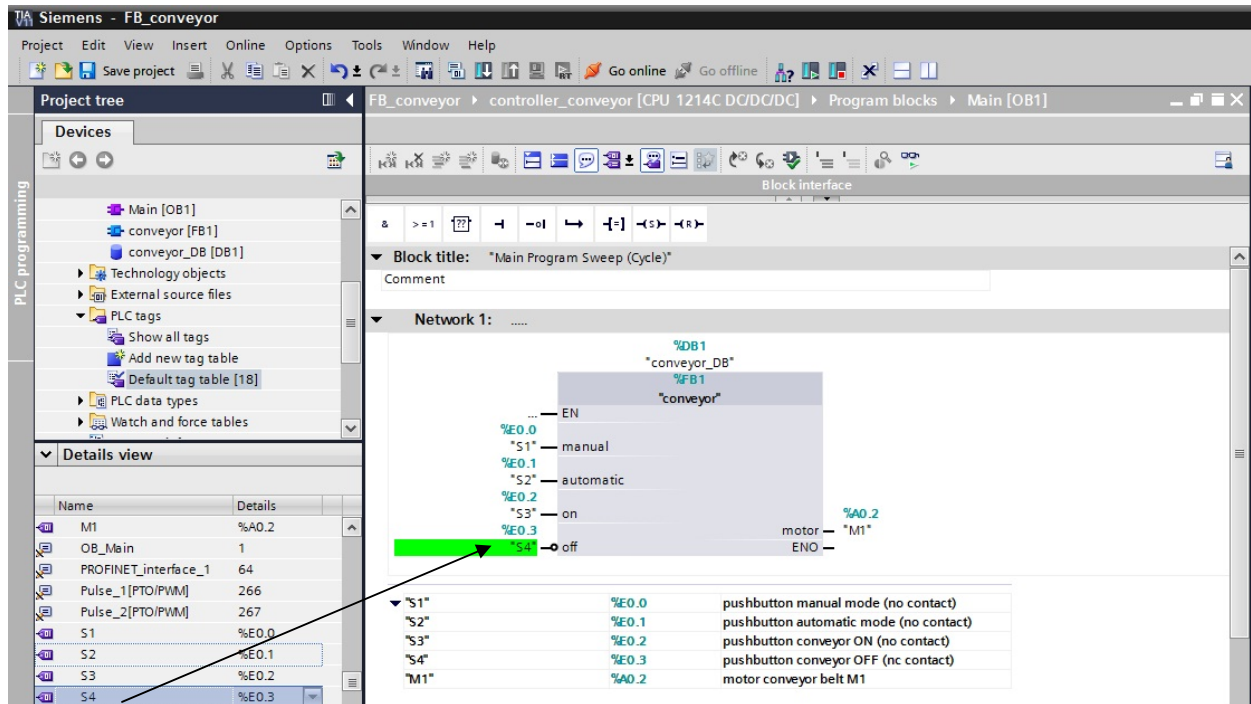 Siemens - FB_conveyor
Project Edit View Insert Online Options Tools Window Help
Save project Go online Go offline
Project tree
FB_conveyor ▸ controller_conveyor [CPU 1214C DC/DC/DC] ▸ Program blocks ▸ Main [OB1]
Devices
PLC programming
Main [OB1]
conveyor [FB1]
conveyor_DB [DB1]
Technology objects
External source files
PLC tags
Show all tags
Add new tag table
Default tag table [18]
PLC data types
Watch and force tables
Details view
Name Details
M1 %A0.2
OB_Main 1
PROFINET_interface_1 64
Pulse_1[PTO/PWM] 266
Pulse_2[PTO/PWM] 267
S1 %E0.0
S2 %E0.1
S3 %E0.2
S4 %E0.3
Block interface
& >=1 ?? -| -o| -[=] -(S)- -(R)-
Block title: "Main Program Sweep (Cycle)"
Comment
Network 1: .....
%DB1
"conveyor_DB"
%FB1
"conveyor"
... EN
%E0.0
"S1" manual
%E0.1
"S2" automatic
%E0.2
"S3" on
%E0.3
"S4" off
%A0.2
motor "M1"
ENO
"S1" %E0.0 pushbutton manual mode (no contact)
"S2" %E0.1 pushbutton automatic mode (no contact)
"S3" %E0.2 pushbutton conveyor ON (no contact)
"S4" %E0.3 pushbutton conveyor OFF (nc contact)
"M1" %A0.2 motor conveyor belt M1